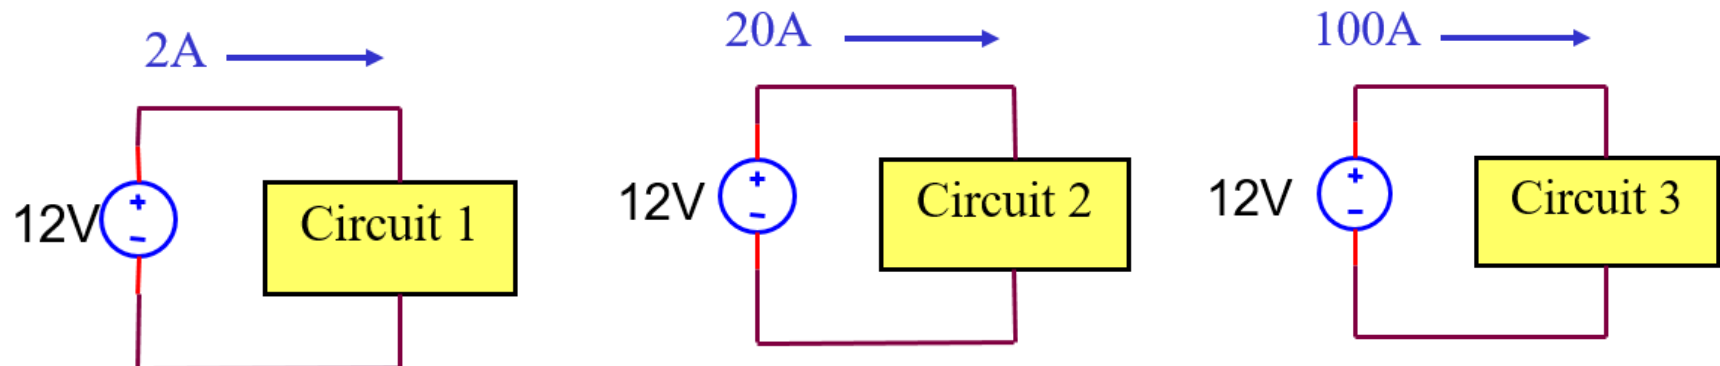 2A
12V
+
-
Circuit 1
20A
12V
+
-
Circuit 2
100A
12V
+
-
Circuit 3